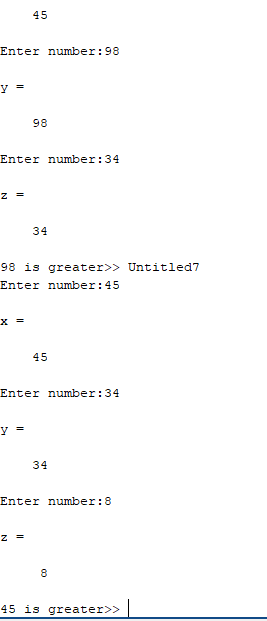 45
Enter number:98
y =
98
Enter number:34
z =
34
98 is greater>> Untitled7
Enter number:45
x =
45
Enter number:34
y =
34
Enter number:8
z =
8
45 is greater>>